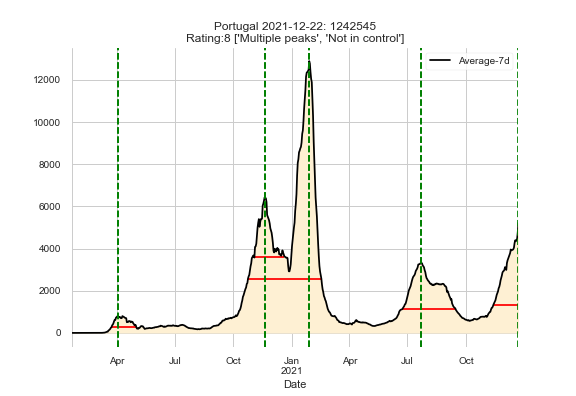 Portugal 2021-12-22: 1242545
Rating:8 ['Multiple peaks', 'Not in control']
Average-7d
12000
10000
8000
6000
4000
2000
0
Apr Jul Oct Jan Apr Jul Oct
2021
Date